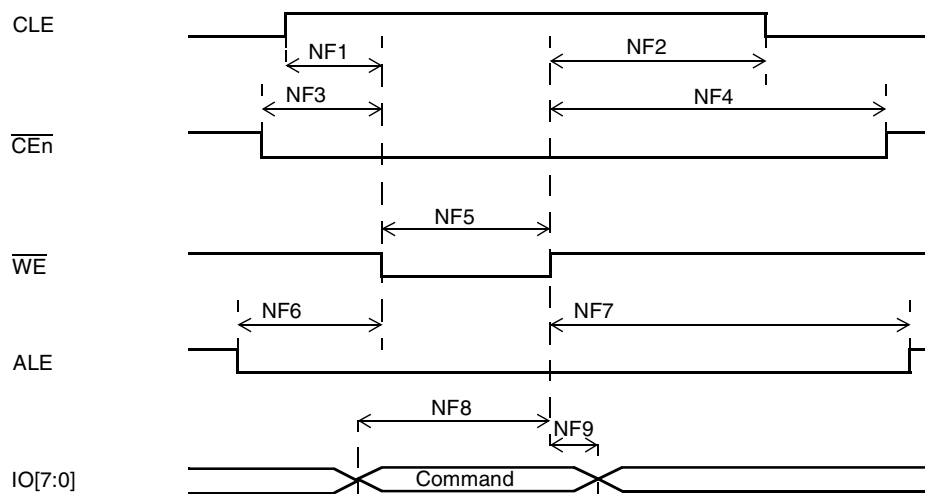 CLE
NF1
NF2
NF3
NF4
CEn
NF5
WE
NF6
NF7
ALE
NF8
NF9
IO[7:0]
Command